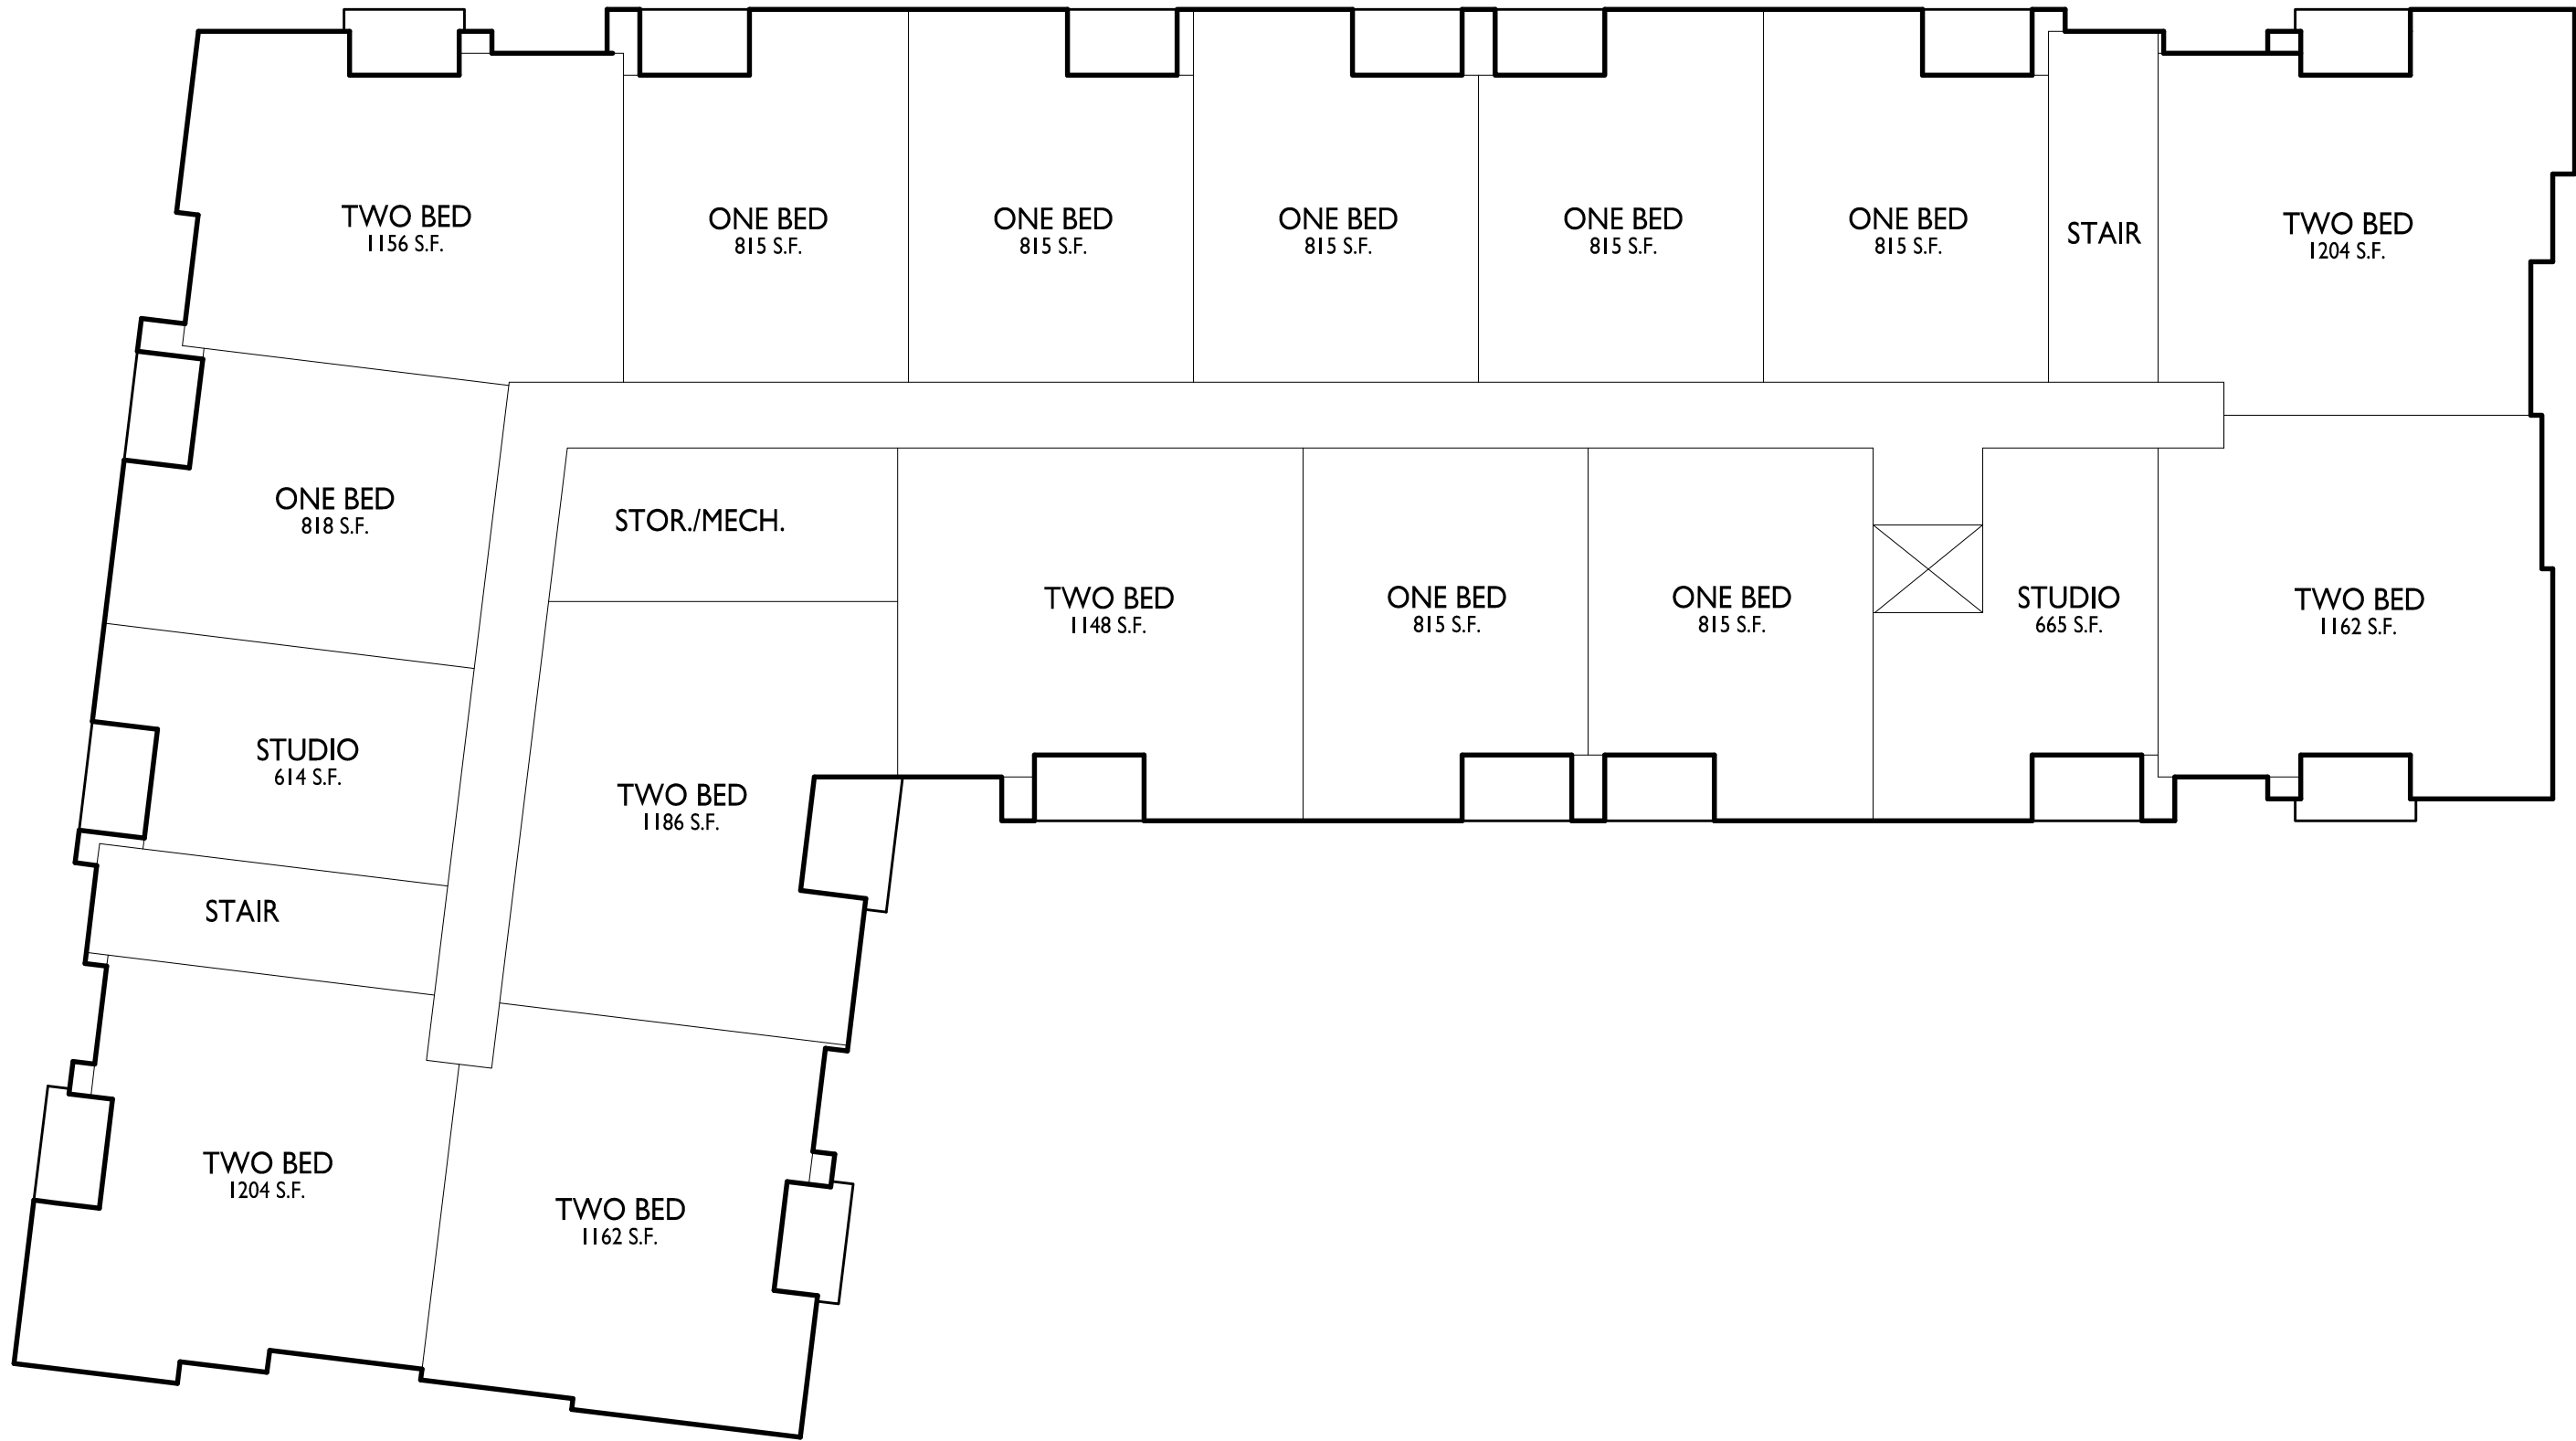 TWO BED
1156 S.F.
ONE BED
815 S.F.
ONE BED
815 S.F.
ONE BED
815 S.F.
ONE BED
815 S.F.
ONE BED
815 S.F.
STAIR
TWO BED
1204 S.F.
ONE BED
818 S.F.
STOR./MECH.
TWO BED
1148 S.F.
ONE BED
815 S.F.
ONE BED
815 S.F.
STUDIO
665 S.F.
TWO BED
1162 S.F.
STUDIO
614 S.F.
TWO BED
1186 S.F.
STAIR
TWO BED
1204 S.F.
TWO BED
1162 S.F.